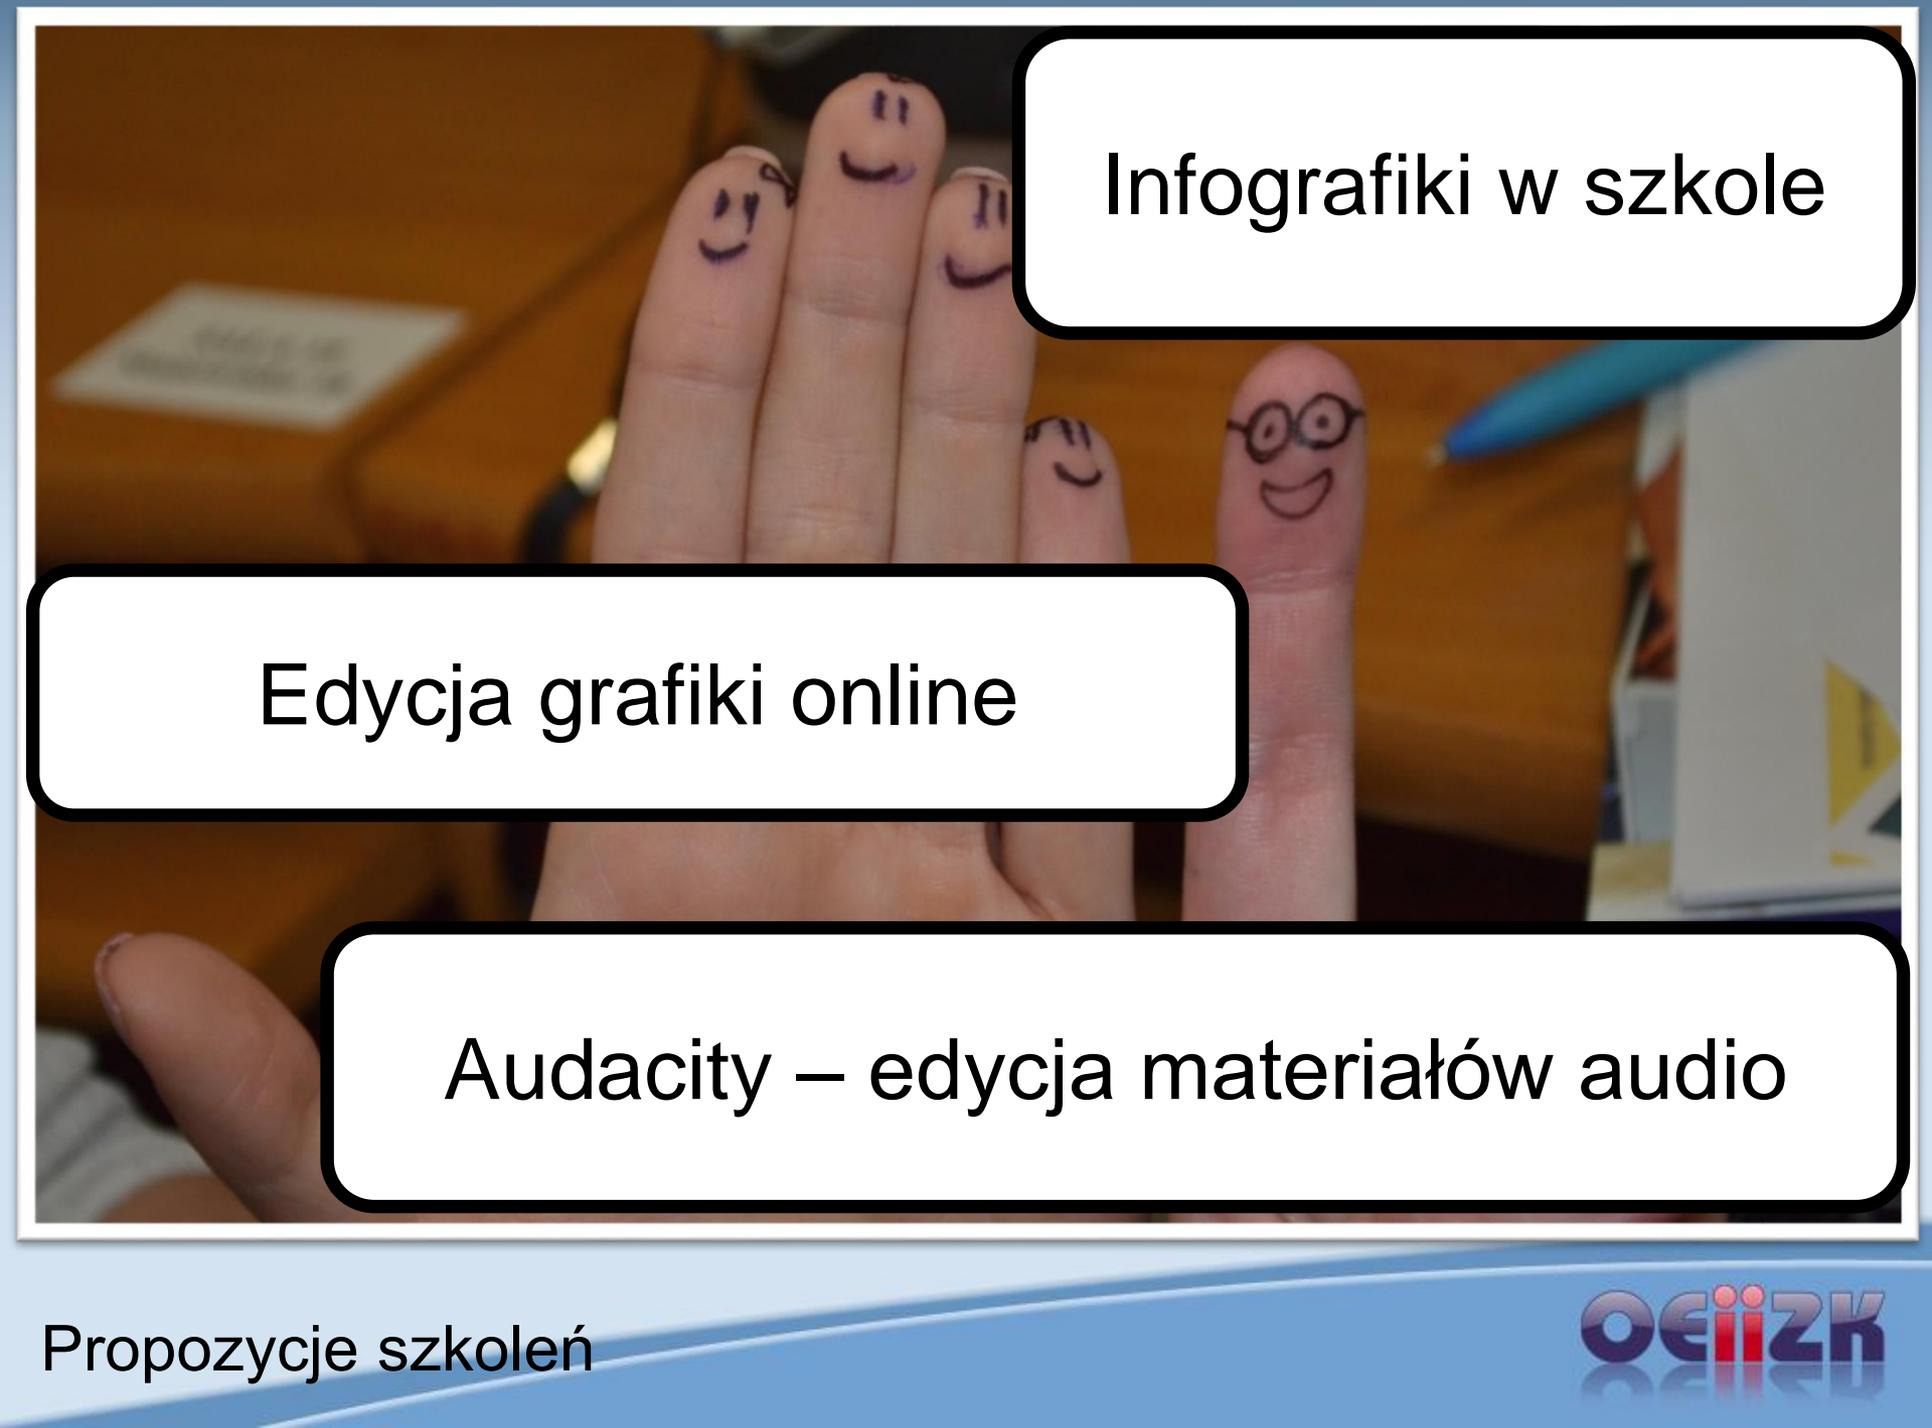 Infografiki w szkole
Edycja grafiki online
Audacity – edycja materiałów audio
Propozycje szkoleń
OEiiZK